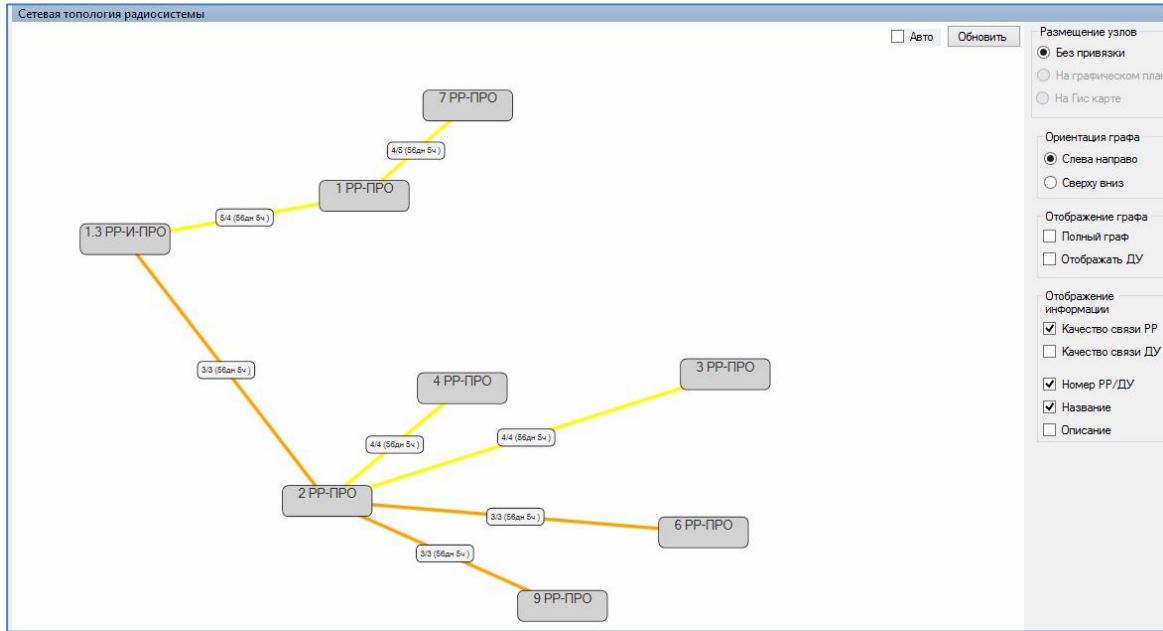 Сетевая топология радиосистемы
Авто
Обновить
7 РР-ПРО
4/5 (56дн 5ч )
1 РР-ПРО
5/4 (56дн 5ч )
1.3 РР-И-ПРО
3/3 (56дн 5ч )
4 РР-ПРО
3 РР-ПРО
4/4 (56дн 5ч )
4/4 (56дн 5ч )
2 РР-ПРО
3/3 (56дн 5ч )
6 РР-ПРО
3/3 (56дн 5ч )
9 РР-ПРО
Размещение узлов
Без привязки
На графическом план
На Гис карте
Ориентация графа
Слева направо
Сверху вниз
Отображение графа
Полный граф
Отображать ДУ
Отображение
информации
Качество связи РР
Качество связи ДУ
Номер РР/ДУ
Название
Описание